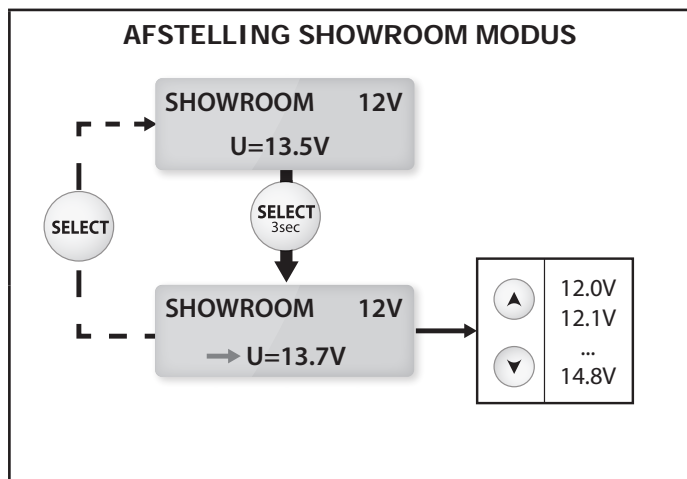 AFSTELLING SHOWROOM MODUS
SHOWROOM 12V
U=13.5V
SELECT
SELECT
3sec
SHOWROOM 12V
U=13.7V
12.0V
12.1V
...
14.8V